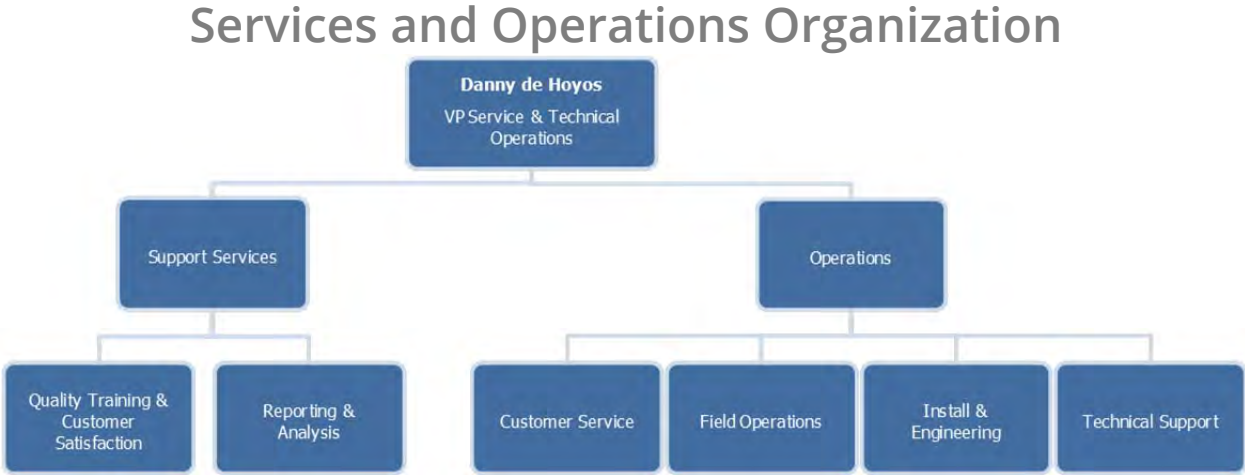 Services and Operations Organization
Danny de Hoyos
VP Service & Technical
Operations
Support Services
Operations
Quality Training &
Customer
Satisfaction
Reporting &
Analysis
Customer Service
Field Operations
Install &
Engineering
Technical Support